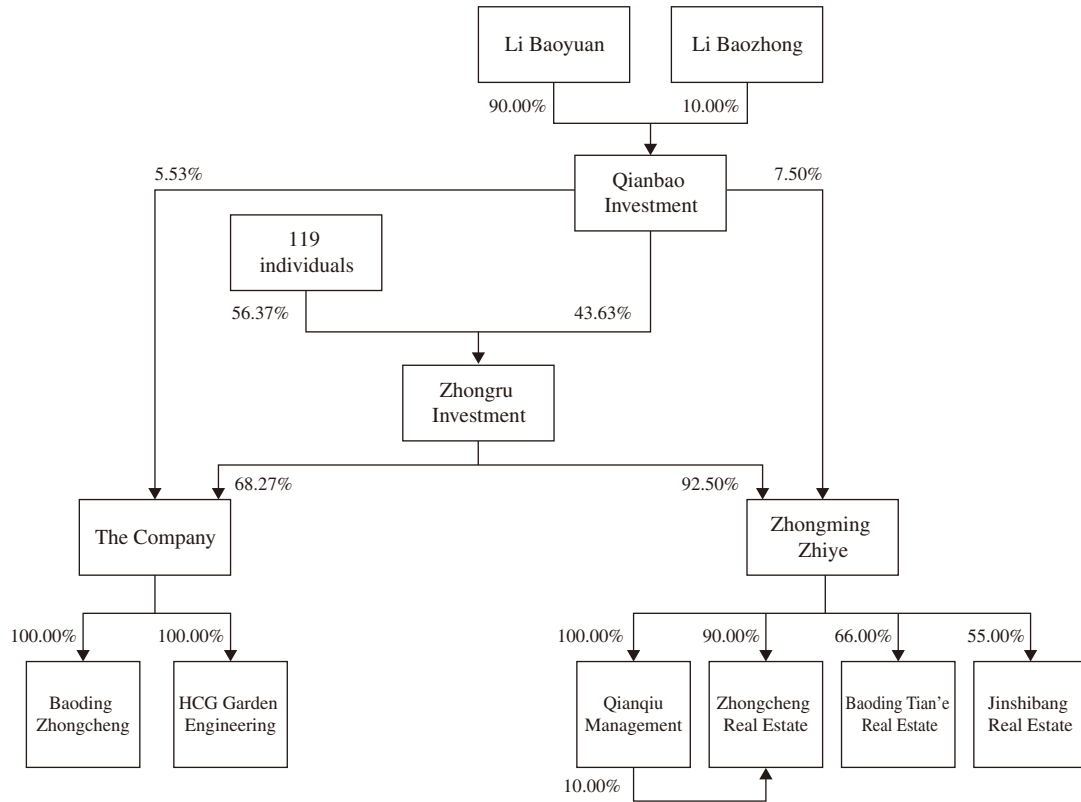 Li Baoyuan
Li Baozhong
90.00%
10.00%
5.53%
Qianbao
Investment
7.50%
119
individuals
56.37%
43.63%
Zhongru
Investment
68.27%
92.50%
The Company
Zhongming
Zhiye
100.00%
100.00%
100.00%
90.00%
66.00%
55.00%
Baoding
Zhongcheng
HCG Garden
Engineering
Qianqiu
Management
Zhongcheng
Real Estate
Baoding Tian’e
Real Estate
Jinshibang
Real Estate
10.00%